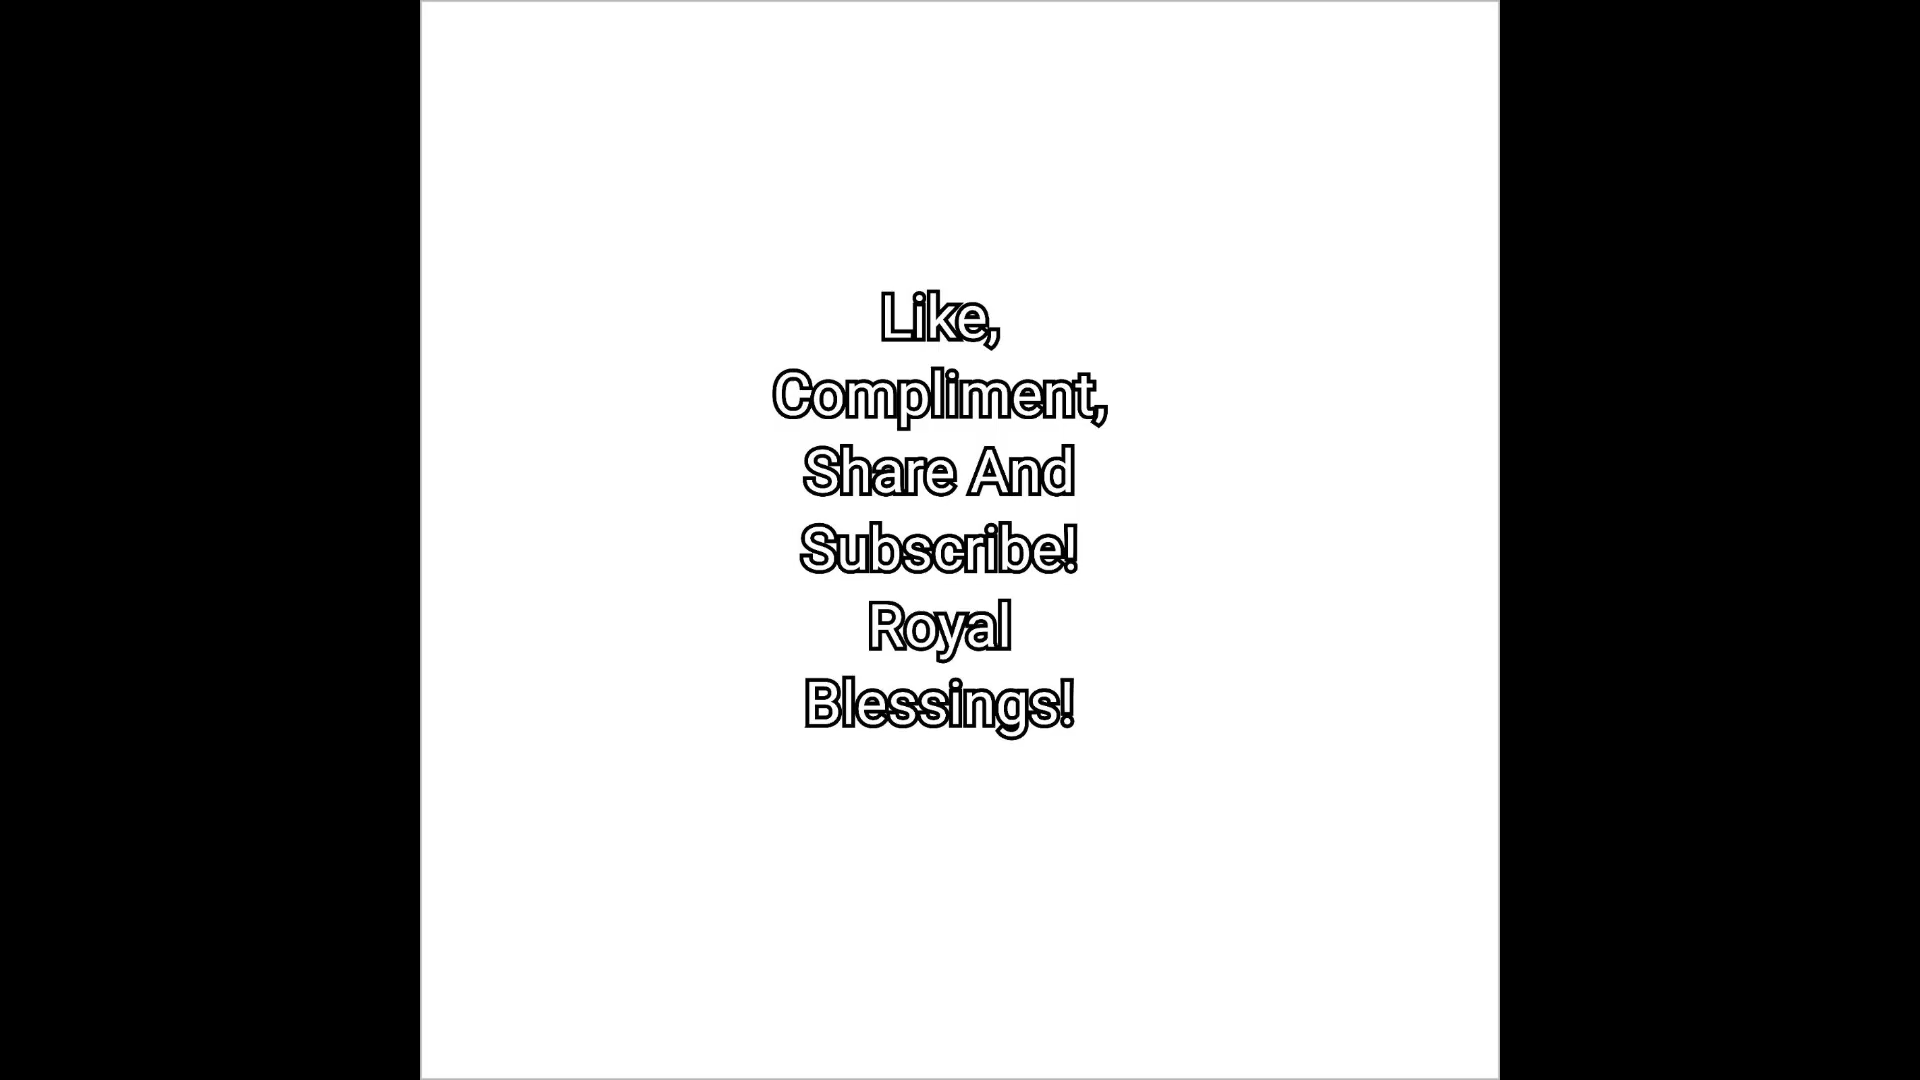 Like,
Compliment,
Share And
Subscribe!
Royal
Blessings!